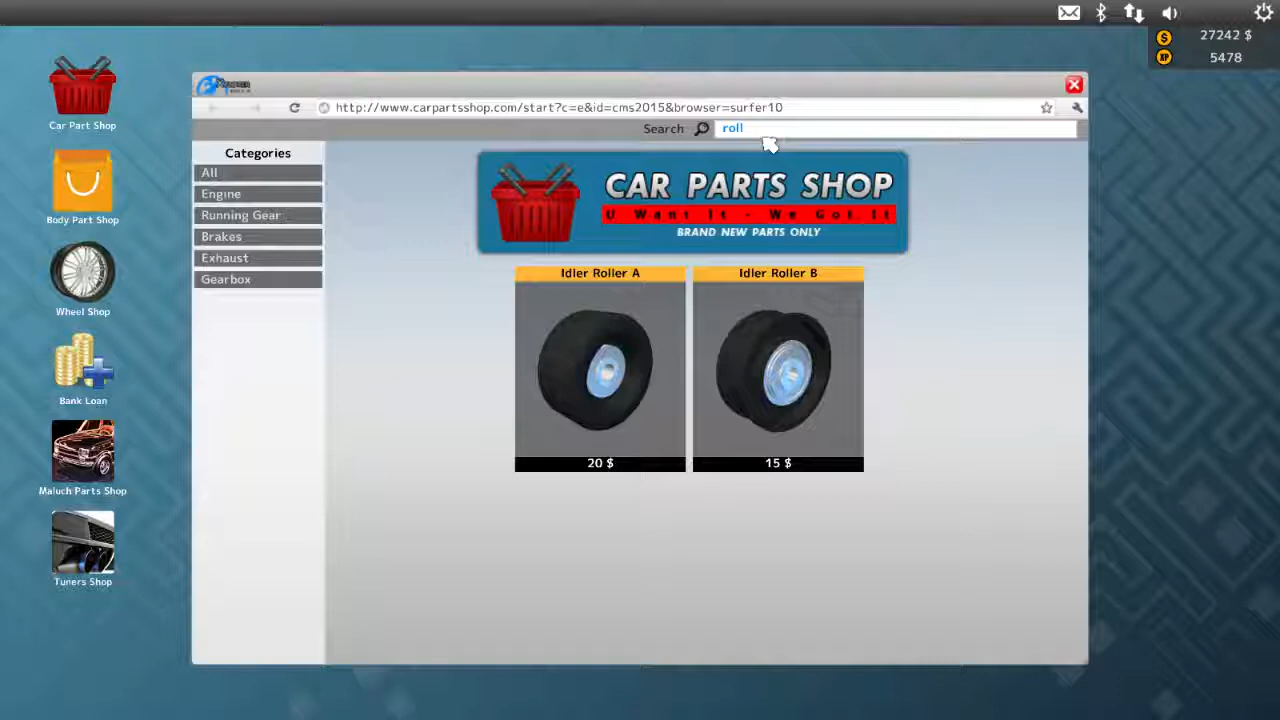 27242 $
5478
Car Part Shop
Body Part Shop
Wheel Shop
Bank Loan
Maluch Parts Shop
Tuners Shop
http://www.carpartsshop.com/start?c=e&id=cms2015&browser=surfer10
Search roll
Categories
All
Engine
Running Gear
Brakes
Exhaust
Gearbox
CAR PARTS SHOP
U Want It - We Got It
BRAND NEW PARTS ONLY
Idler Roller A
20 $
Idler Roller B
15 $